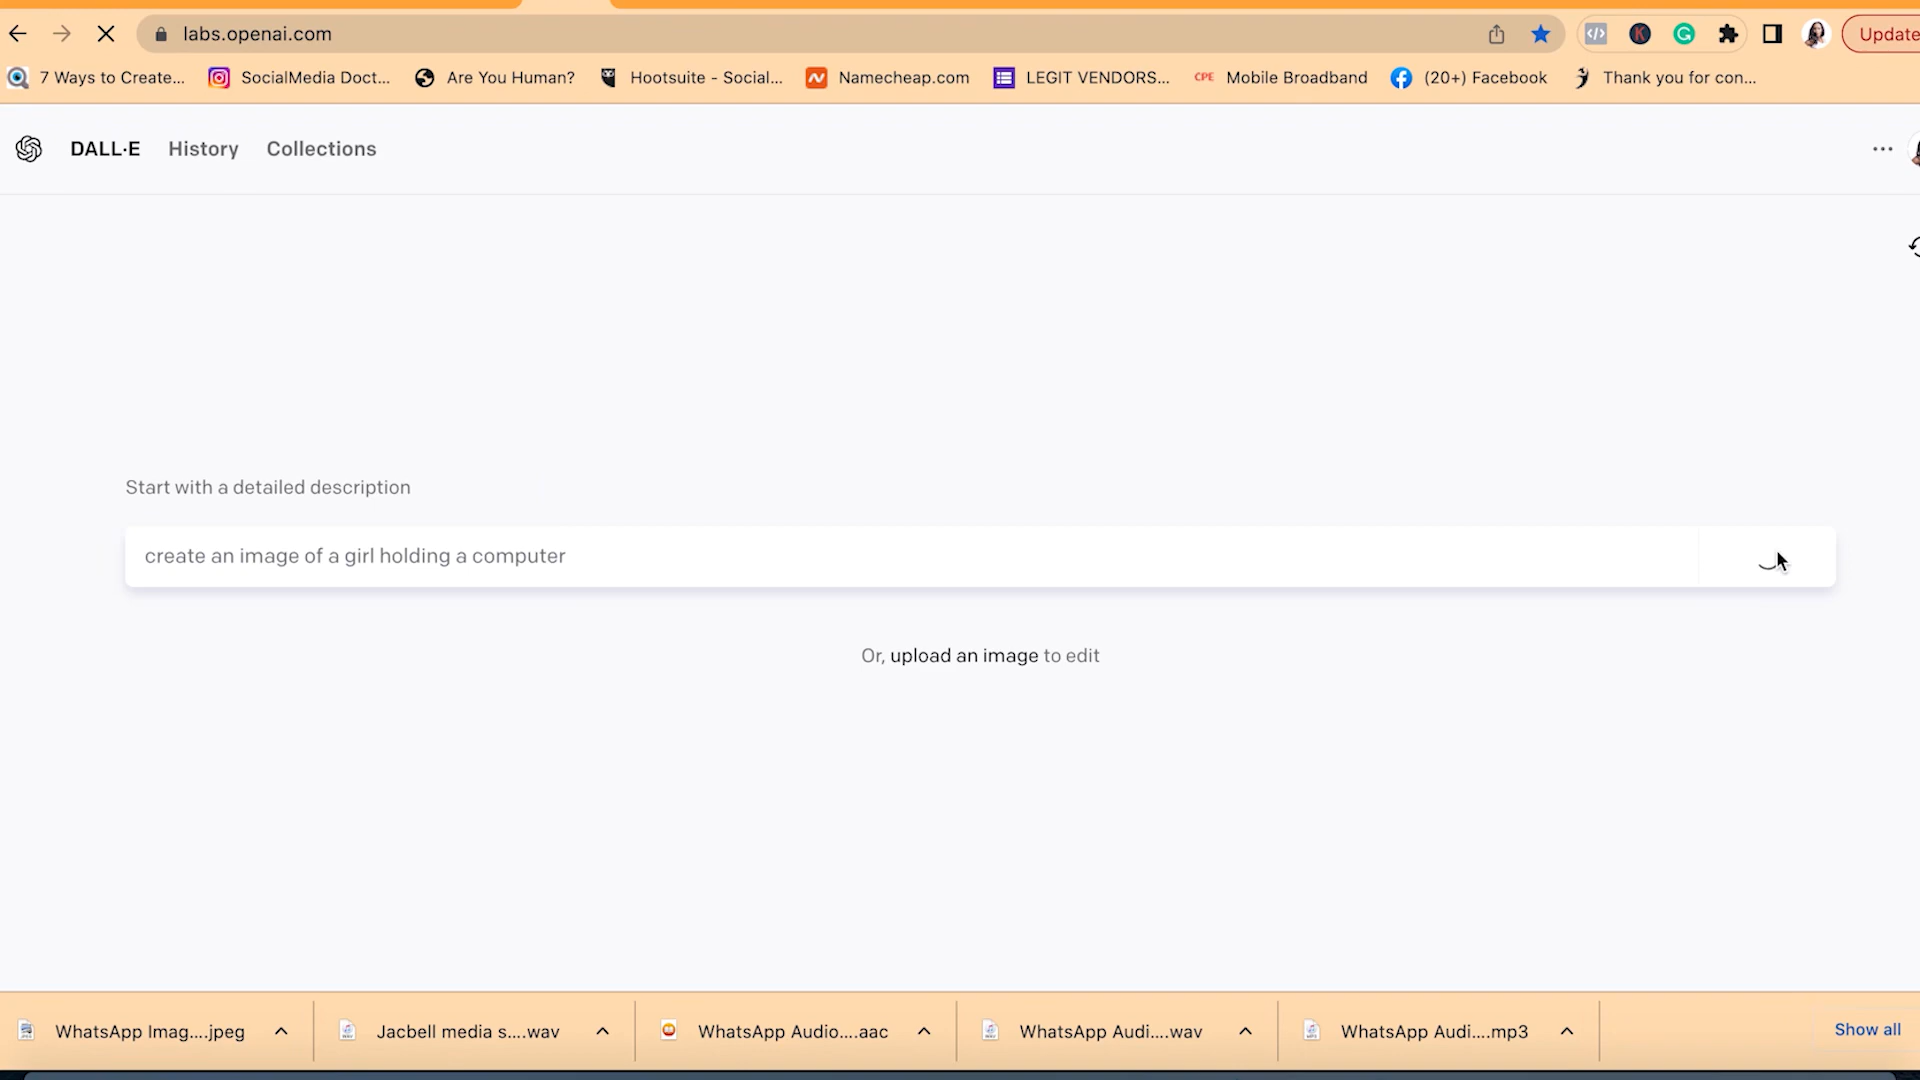 labs.openai.com
Update
7 Ways to Create... SocialMedia Doct... Are You Human? Hootsuite - Social... Namecheap.com LEGIT VENDORS... CPE Mobile Broadband (20+) Facebook Thank you for con...
DALL·E History Collections
Start with a detailed description
create an image of a girl holding a computer
Or, upload an image to edit
WhatsApp Imag....jpeg Jacbell media s....wav WhatsApp Audio....aac WhatsApp Audi....wav WhatsApp Audi....mp3 Show all